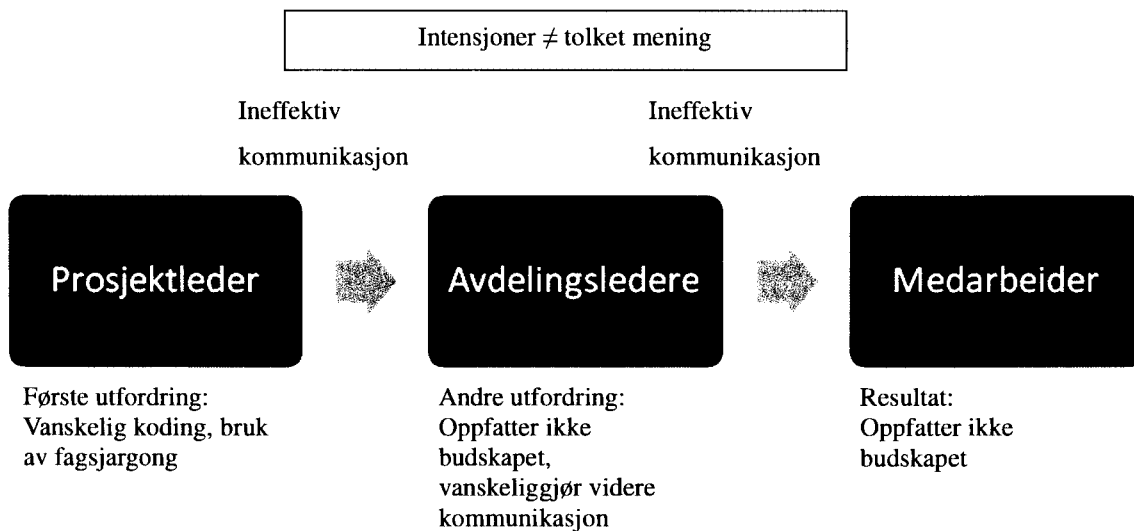 Intensjoner ≠ tolket mening
Ineffektiv
kommunikasjon
Ineffektiv
kommunikasjon
Prosjektleder
Avdelingsledere
Medarbeider
Første utfordring:
Vanskelig koding, bruk
av fagsjargong
Andre utfordring:
Oppfatter ikke
budskapet,
vanskeliggjør videre
kommunikasjon
Resultat:
Oppfatter ikke
budskapet